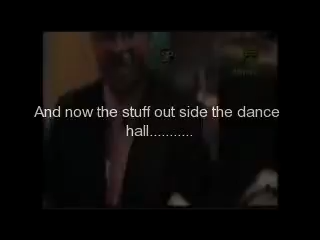 And now the stuff out side the dance
hall...........